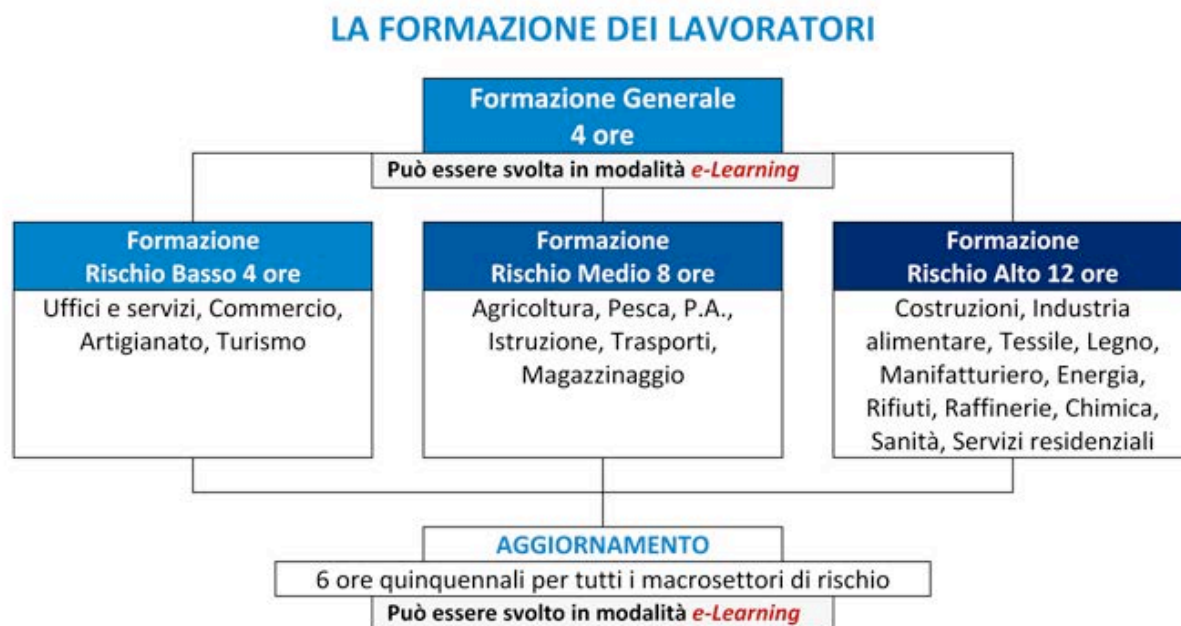 LA FORMAZIONE DEI LAVORATORI
Formazione Generale
4 ore
Può essere svolta in modalità e-Learning
Formazione
Rischio Basso 4 ore
Uffici e servizi, Commercio,
Artigianato, Turismo
Formazione
Rischio Medio 8 ore
Agricoltura, Pesca, P.A.,
Istruzione, Trasporti,
Magazzinaggio
Formazione
Rischio Alto 12 ore
Costruzioni, Industria
alimentare, Tessile, Legno,
Manifatturiero, Energia,
Rifiuti, Raffinerie, Chimica,
Sanità, Servizi residenziali
AGGIORNAMENTO
6 ore quinquennali per tutti i macrosettori di rischio
Può essere svolto in modalità e-Learning